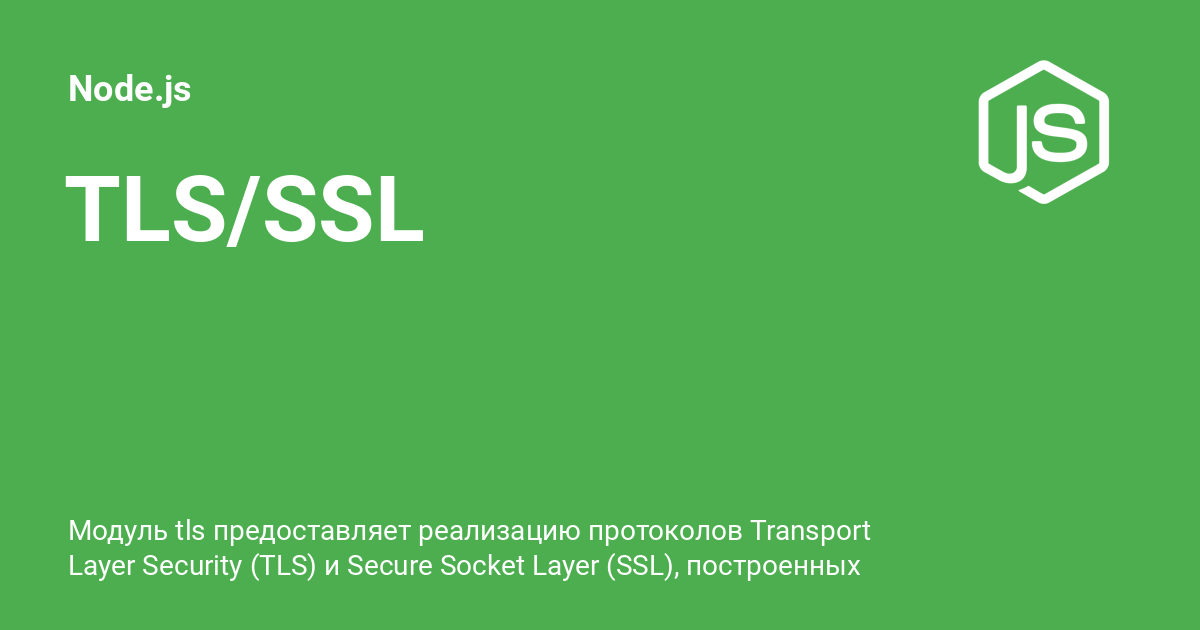 Node.js
JS
TLS/SSL
Модуль tls предоставляет реализацию протоколов Transport
Layer Security (TLS) и Secure Socket Layer (SSL), построенных